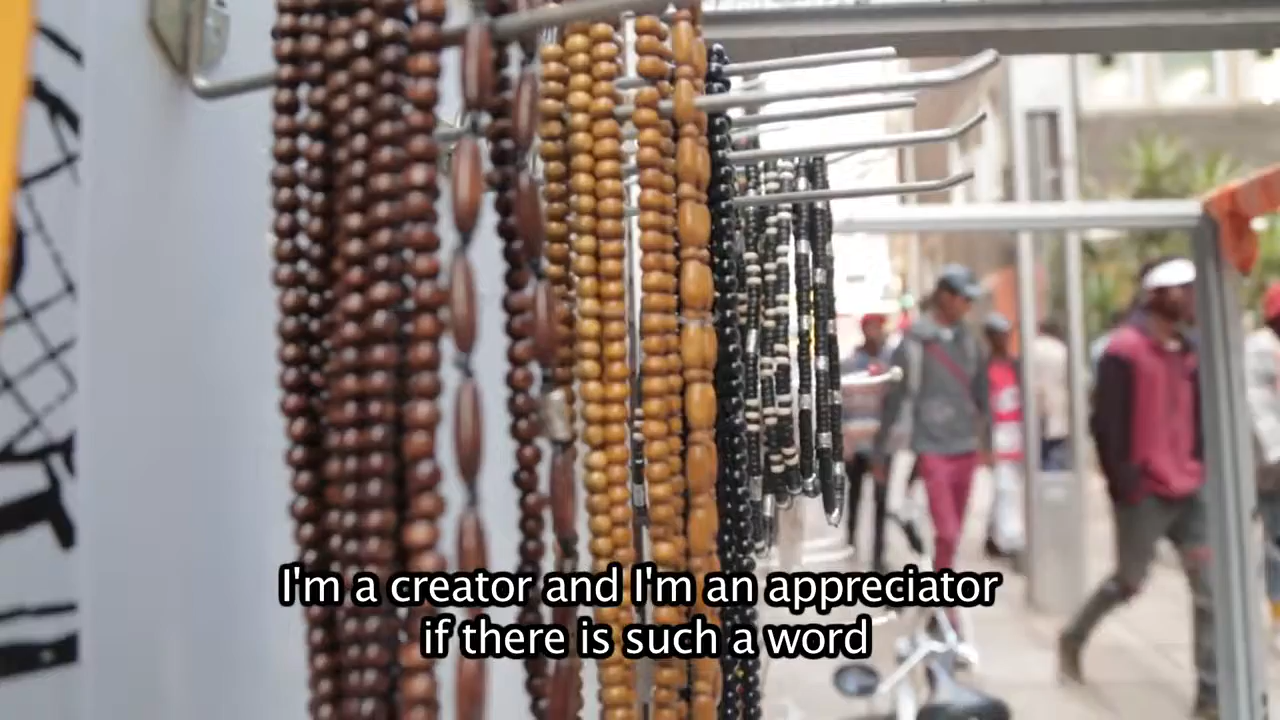 I'm a creator and I'm an appreciator
if there is such a word